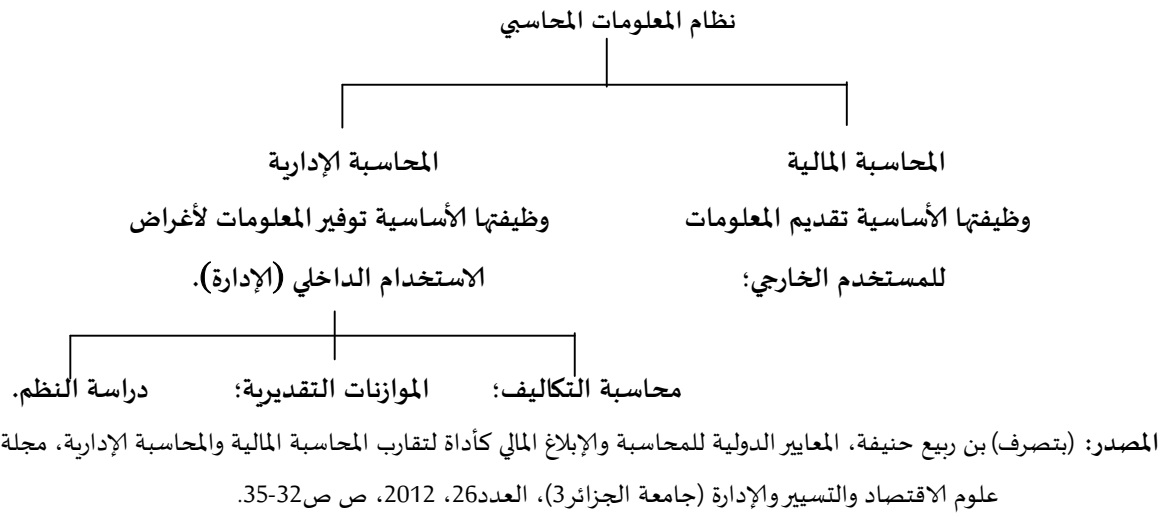 نظام المعلومات المحاسبي
المحاسبة المالية
المحاسبة الإدارية
وظيفتها الأساسية تقديم المعلومات
وظيفتها الأساسية توفير المعلومات لأغراض
للمستخدم الخارجي؛
الاستخدام الداخلي (الإدارة).
محاسبة التكاليف؛
الموازنات التقديرية؛
دراسة النظم.
المصدر: (بتصرف) بن ربيع حنيفة، المعايير الدولية للمحاسبة والإبلاغ المالي كأداة لتقارب المحاسبة المالية والمحاسبة الإدارية، مجلة
علوم الاقتصاد والتسيير والإدارة (جامعة الجزائر3)، العدد26، 2012، ص ص32-35.